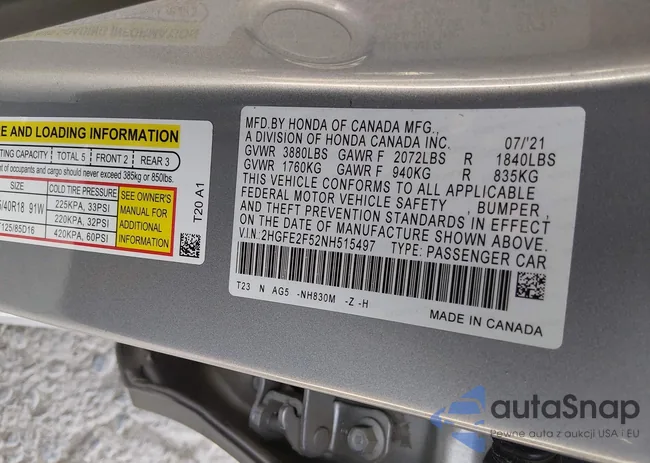 RE AND LOADING INFORMATION
TING CAPACITY TOTAL 5 FRONT 2 REAR 3
of occupants and cargo should never exceed 385kg or 850lbs.
SIZE COLD TIRE PRESSURE
/40R18 91W 225KPA, 33PSI
220KPA, 32PSI
125/85D16 420KPA, 60PSI
SEE OWNER'S
MANUAL FOR
ADDITIONAL
INFORMATION
T20 A1
MFD.BY HONDA OF CANADA MFG.,
A DIVISION OF HONDA CANADA INC. 07/'21
GVWR 3880LBS GAWR F 2072LBS R 1840LBS
GVWR 1760KG GAWR F 940KG R 835KG
THIS VEHICLE CONFORMS TO ALL APPLICABLE
FEDERAL MOTOR VEHICLE SAFETY , BUMPER ,
AND THEFT PREVENTION STANDARDS IN EFFECT
ON THE DATE OF MANUFACTURE SHOWN ABOVE.
V.I.N: 2HGFE2F52NH515497 TYPE: PASSENGER CAR
T23 N AG5 -NH830M -Z -H
MADE IN CANADA
autaSnap
Pewne auta z aukcji USA i EU